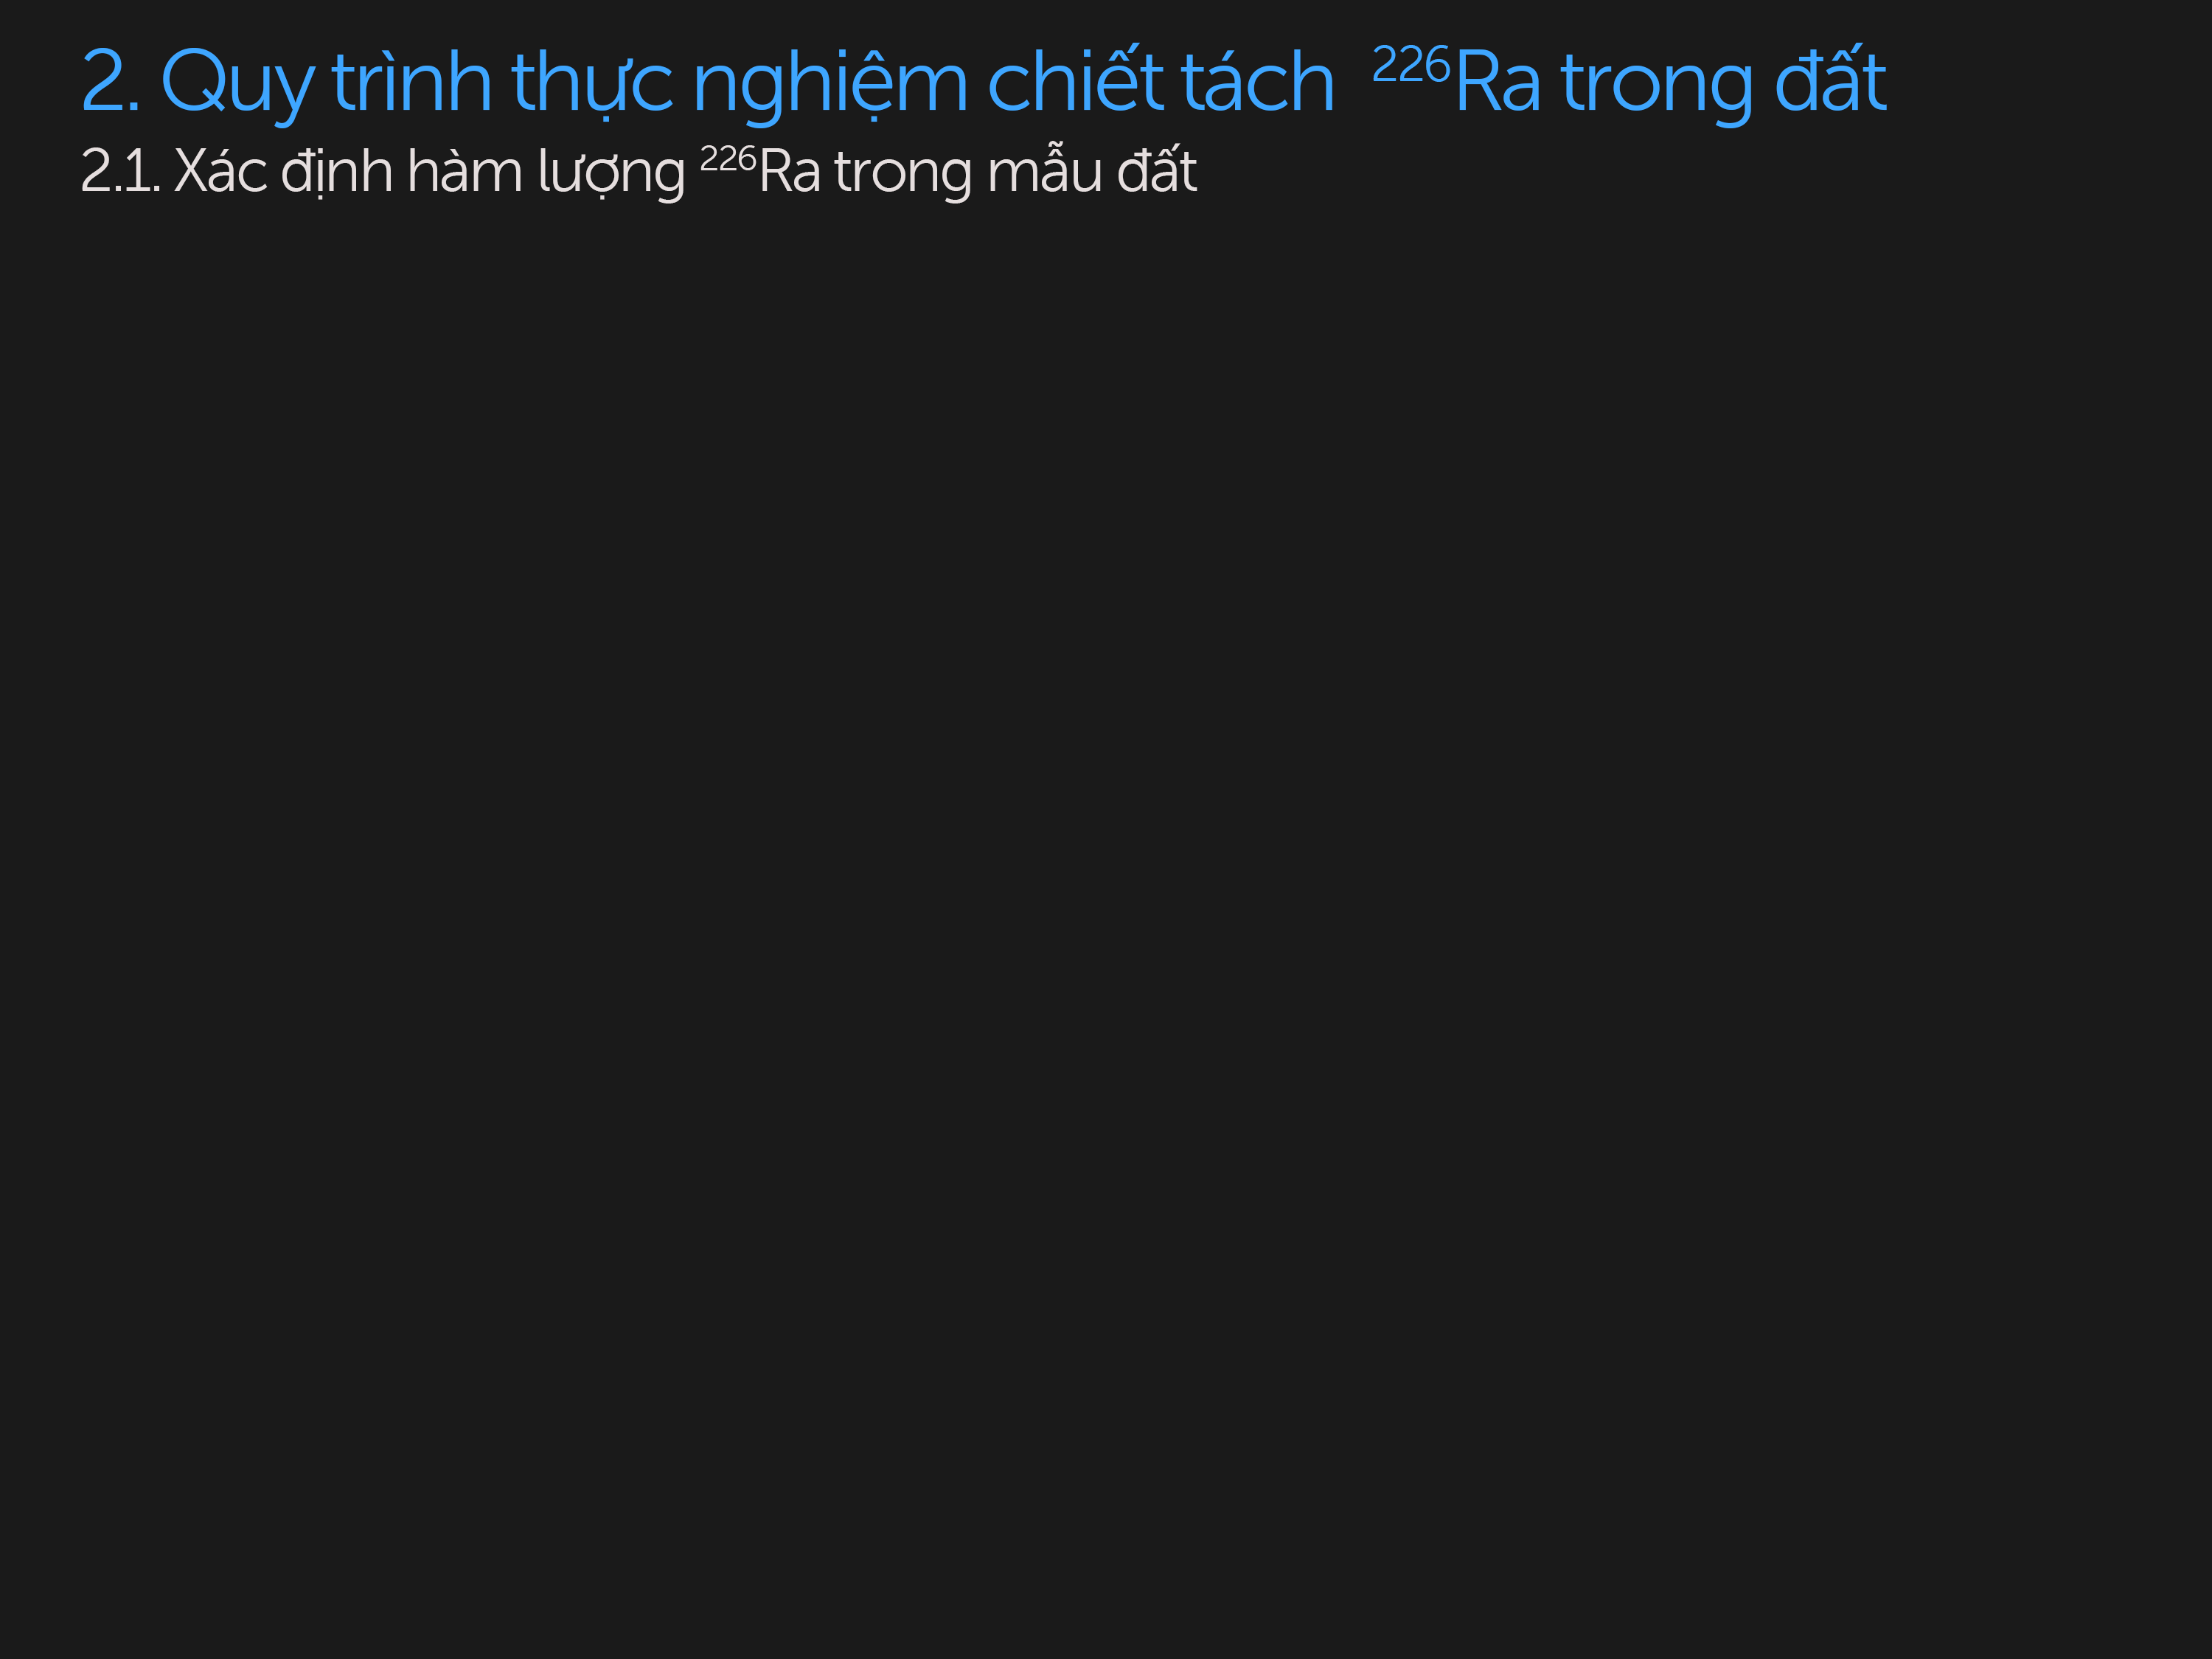 2. Quy trình thực nghiệm chiết tách ²²⁶Ra trong đất
2.1. Xác định hàm lượng ²²⁶Ra trong mẫu đất